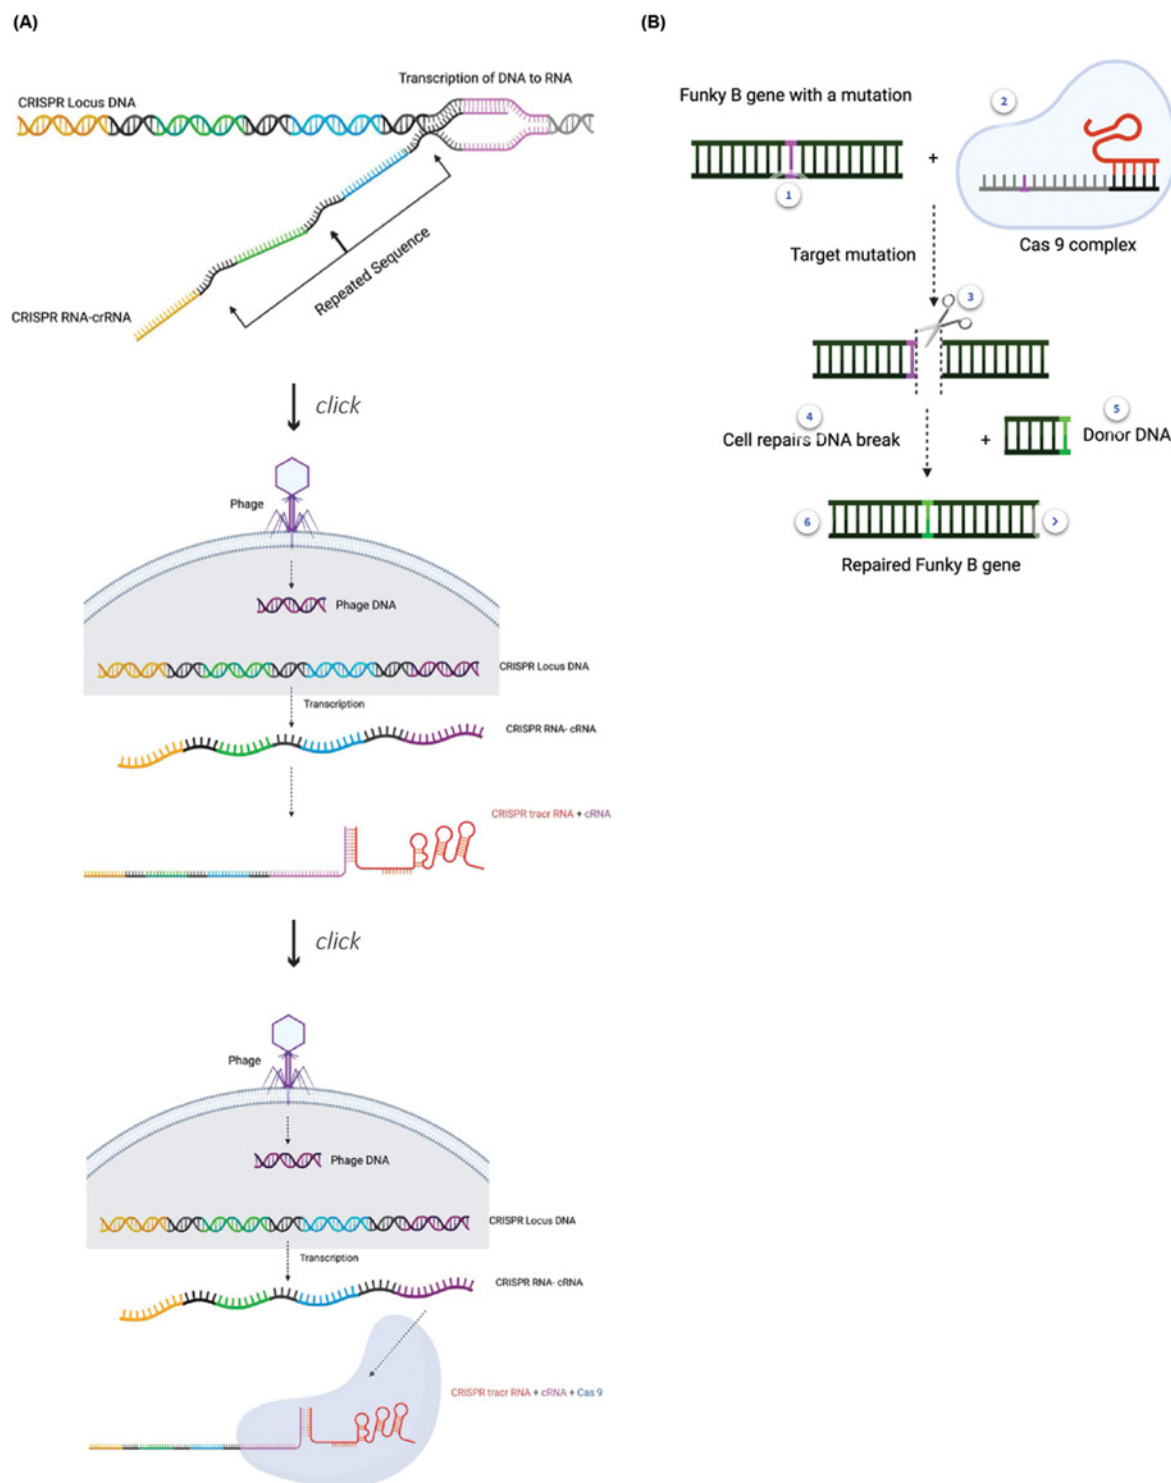 (A)
Transcription of DNA to RNA
CRISPR Locus DNA
Repeated Sequence
CRISPR RNA-crRNA
click
Phage
Phage DNA
CRISPR Locus DNA
Transcription
CRISPR RNA- cRNA
CRISPR tracr RNA + cRNA
click
Phage
Phage DNA
CRISPR Locus DNA
Transcription
CRISPR RNA- cRNA
CRISPR tracr RNA + cRNA + Cas 9
(B)
Funky B gene with a mutation
2
+
1
Cas 9 complex
Target mutation
3
4
5
Cell repairs DNA break
+
Donor DNA
6
>
Repaired Funky B gene